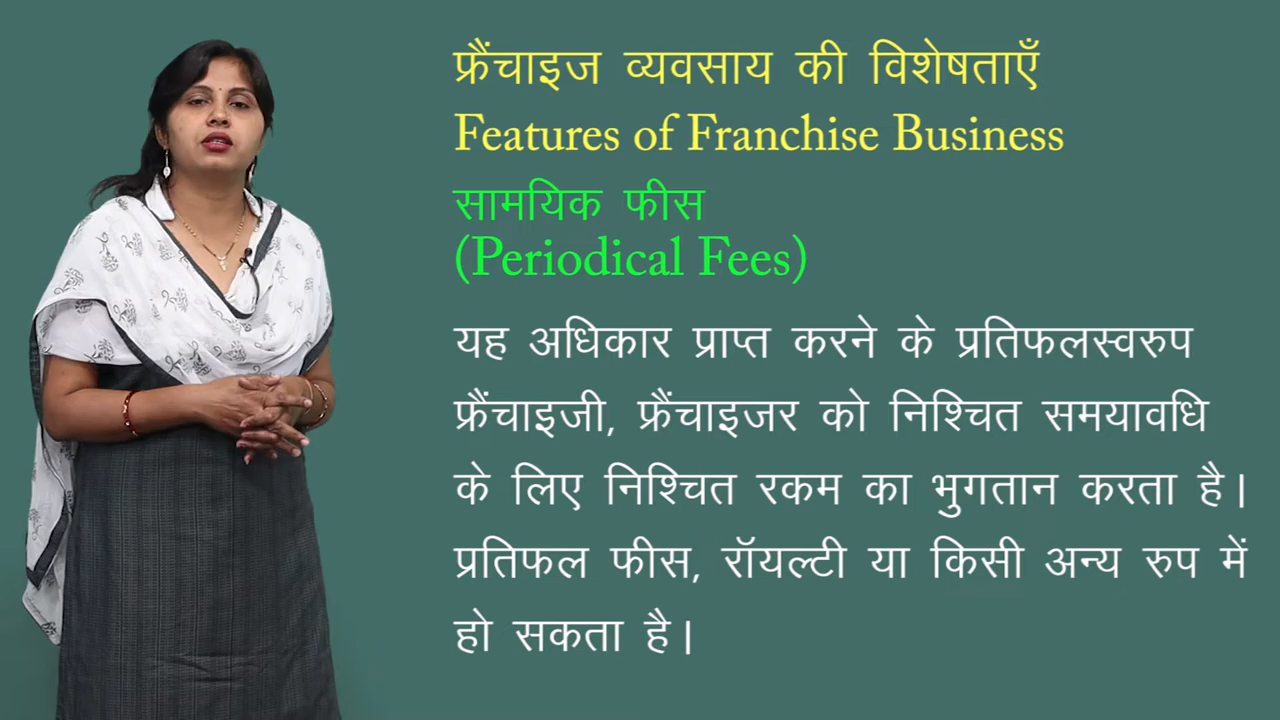 फ्रैंचाइज व्यवसाय की विशेषताएँ
Features of Franchise Business
सामयिक फीस
(Periodical Fees)
यह अधिकार प्राप्त करने के प्रतिफलस्वरुप
फ्रैंचाइजी, फ्रैंचाइजर को निश्चित समयावधि
के लिए निश्चित रकम का भुगतान करता है।
प्रतिफल फीस, रॉयल्टी या किसी अन्य रुप में
हो सकता है।